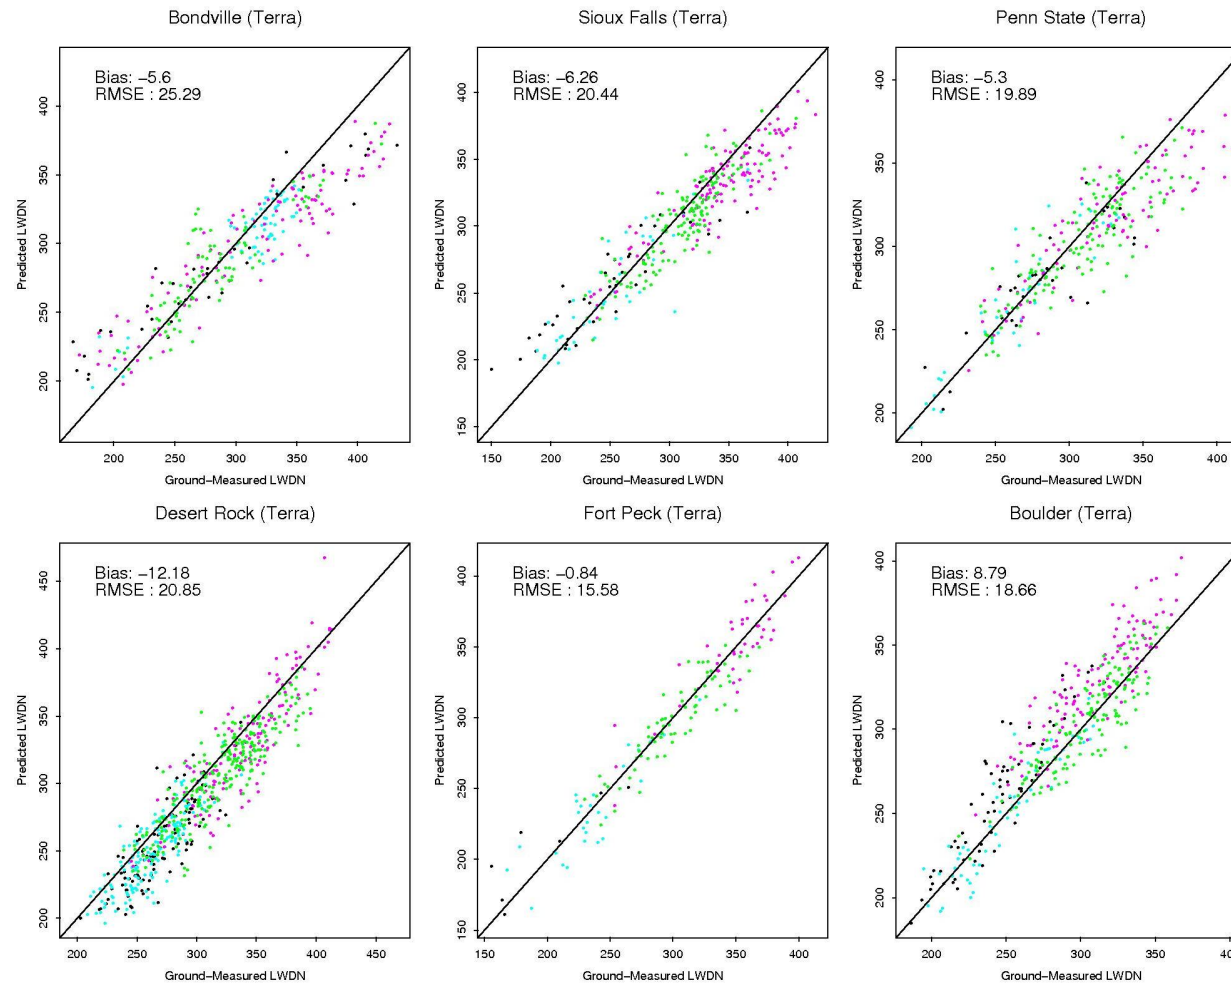 Bondville (Terra)
Bias: −5.6
RMSE : 25.29
400
350
300
250
200
Predicted LWDN
200 250 300 350 400
Ground−Measured LWDN
Sioux Falls (Terra)
Bias: −6.26
RMSE : 20.44
400
350
300
250
200
150
Predicted LWDN
150 200 250 300 350 400
Ground−Measured LWDN
Penn State (Terra)
Bias: −5.3
RMSE : 19.89
400
350
300
250
200
Predicted LWDN
200 250 300 350 400
Ground−Measured LWDN
Desert Rock (Terra)
Bias: −12.18
RMSE : 20.85
450
400
350
300
250
200
Predicted LWDN
200 250 300 350 400 450
Ground−Measured LWDN
Fort Peck (Terra)
Bias: −0.84
RMSE : 15.58
400
350
300
250
200
150
Predicted LWDN
150 200 250 300 350 400
Ground−Measured LWDN
Boulder (Terra)
Bias: 8.79
RMSE : 18.66
400
350
300
250
200
Predicted LWDN
200 250 300 350
Ground−Measured LWDN